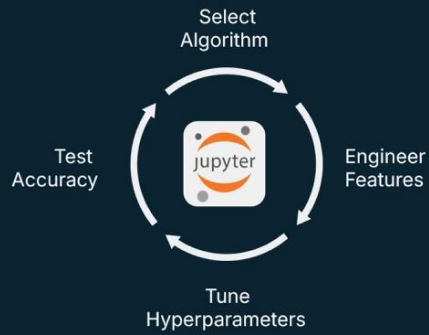 Select
Algorithm
Test
Accuracy
jupyter
Engineer
Features
Tune
Hyperparameters